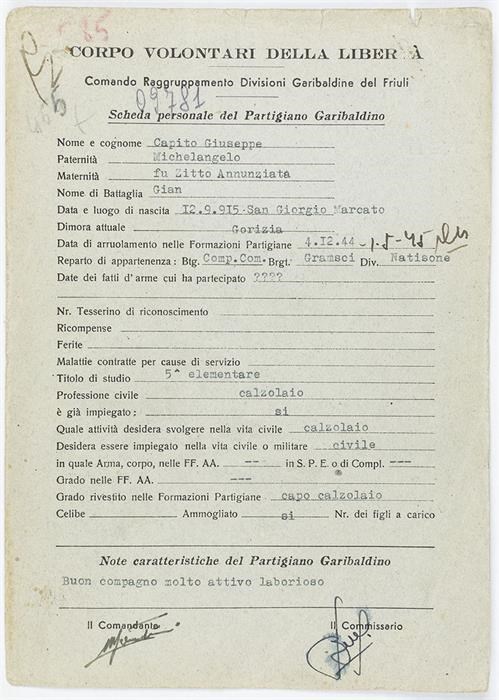 85
CORPO VOLONTARI DELLA LIBERTÀ
Comando Raggruppamento Divisioni Garibaldine del Friuli
09781
Scheda personale del Partigiano Garibaldino
Nome e cognome Capito Giuseppe
Paternità Michelangelo
Maternità fu Zitto Annunziata
Nome di Battaglia Gian
Data e luogo di nascita I2.9.915 San Giorgio Marcato
Dimora attuale Gorizia
Data di arruolamento nelle Formazioni Partigiane 4.I2.44 -1-5-45
Reparto di appartenenza: Btg. Comp.Com. Brgt. Gramsci Div. Natisone
Date dei fatti d'arme cui ha partecipato ????
Nr. Tesserino di riconoscimento
Ricompense
Ferite
Malattie contratte per cause di servizio
Titolo di studio 5^ elementare
Professione civile calzolaio
è già impiegato: si
Quale attività desidera svolgere nella vita civile calzolaio
Desidera essere impiegato nella vita civile o militare civile
in quale Arma, corpo, nelle FF. AA. -- in S. P. E. o di Compl. ---
Grado nelle FF. AA. ---
Grado rivestito nelle Formazioni Partigiane capo calzolaio
Celibe Ammogliato si Nr. dei figli a carico
Note caratteristiche del Partigiano Garibaldino
Buon compagno molto attivo laborioso
Il Comandante Il Commissario